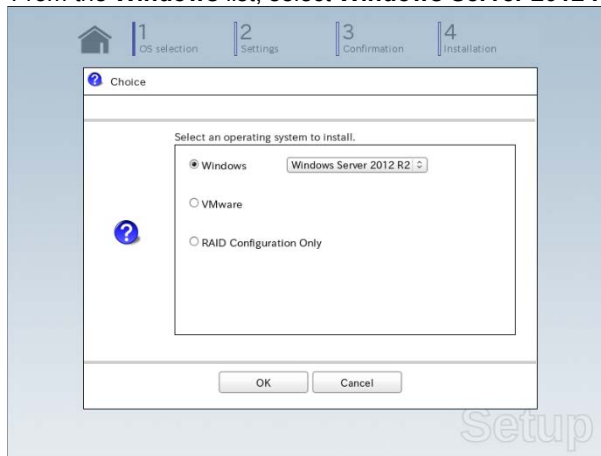 From the Windows list, select Windows Server 2012 R
1
OS selection
2
Settings
3
Confirmation
4
Installation
Choice
Select an operating system to install.
Windows Windows Server 2012 R2
VMware
RAID Configuration Only
OK Cancel
Setup